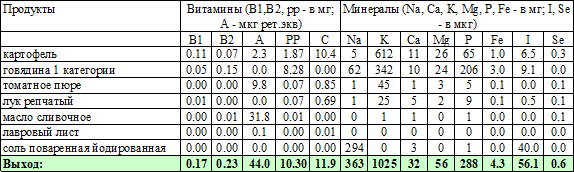 Продукты Витамины (B1,B2, pp - в мг; А - мкг рет.экв) Минералы (Na, Ca, K, Mg, P, Fe - в мг; I, Se - в мкг)
B1 B2 A PP C Na K Ca Mg P Fe I Se
картофель 0.11 0.07 2.3 1.87 10.4 5 612 11 26 65 1.0 6.5 0.3
говядина 1 категории 0.05 0.15 0.0 8.28 0.00 62 342 10 24 206 3.0 9.1 0.0
томатное пюре 0.00 0.00 9.8 0.07 0.85 1 45 1 3 5 0.1 0.0 0.1
лук репчатый 0.01 0.00 0.0 0.07 0.69 1 25 5 2 9 0.1 0.5 0.1
масло сливочное 0.00 0.01 31.8 0.01 0.00 0 1 1 0 1 0.0 0.0 0.1
лавровый лист 0.00 0.00 0.1 0.00 0.01 0 0 0 0 0 0.0 0.0 0.0
соль поваренная йодированная 0.00 0.00 0.0 0.00 0.00 294 0 3 0 1 0.0 40.0 0.0
Выход: 0.17 0.23 44.0 10.30 11.9 363 1025 32 56 288 4.3 56.1 0.6